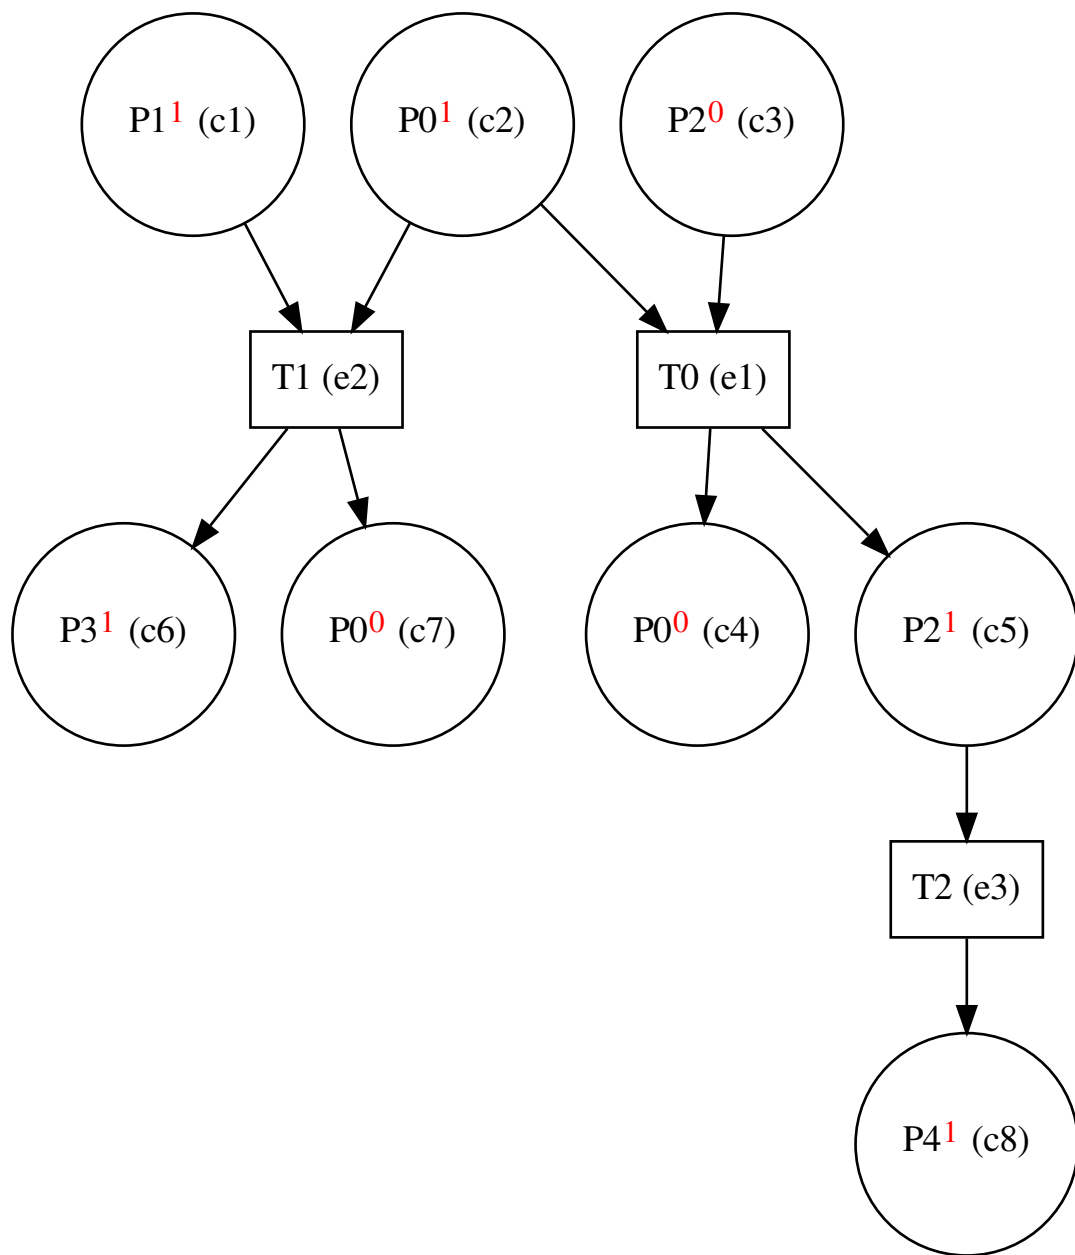 P1¹ (c1)
P0¹ (c2)
P2⁰ (c3)
T1 (e2)
T0 (e1)
P3¹ (c6)
P0⁰ (c7)
P0⁰ (c4)
P2¹ (c5)
T2 (e3)
P4¹ (c8)